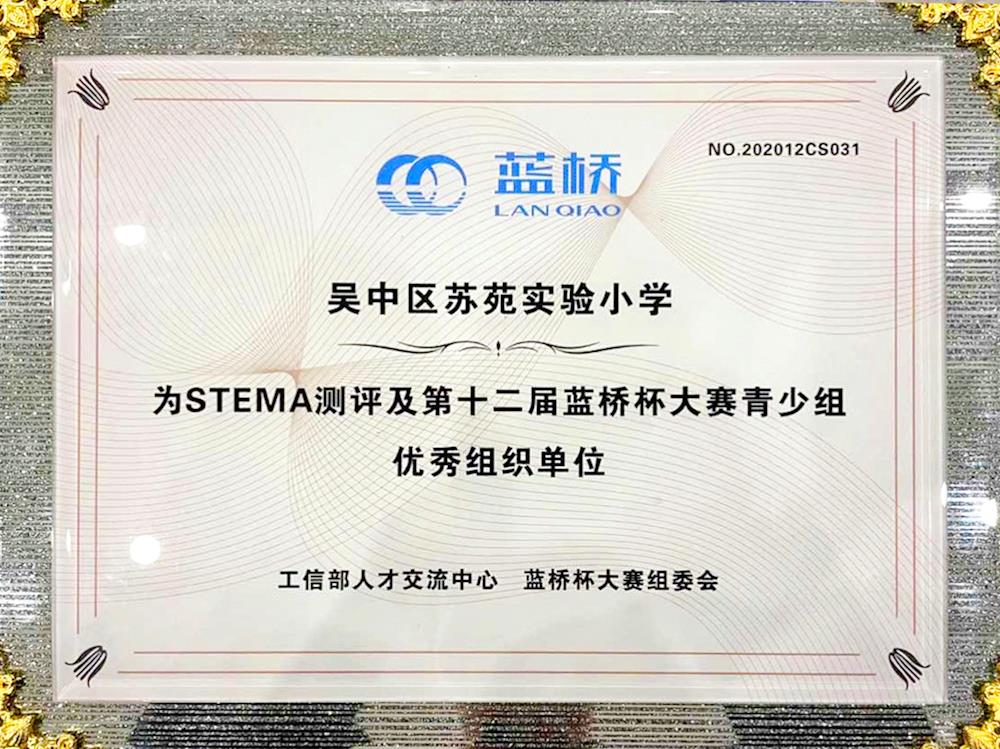 NO.202012CS031
蓝桥
LAN QIAO
吴中区苏苑实验小学
为STEMA测评及第十二届蓝桥杯大赛青少组
优秀组织单位
工信部人才交流中心 蓝桥杯大赛组委会